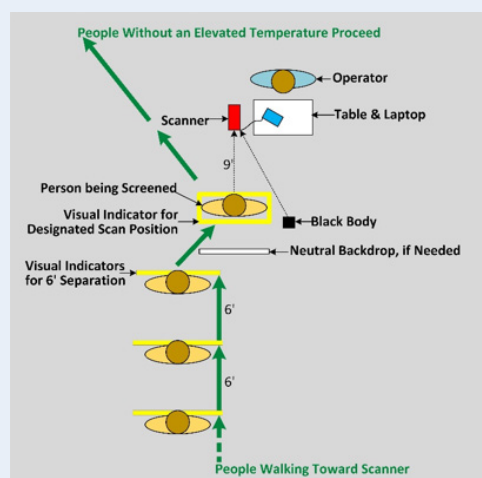 People Without an Elevated Temperature Proceed
Operator
Scanner
Table & Laptop
9'
Person being Screened
Visual Indicator for
Designated Scan Position
Black Body
Neutral Backdrop, if Needed
Visual Indicators
for 6' Separation
6'
6'
People Walking Toward Scanner